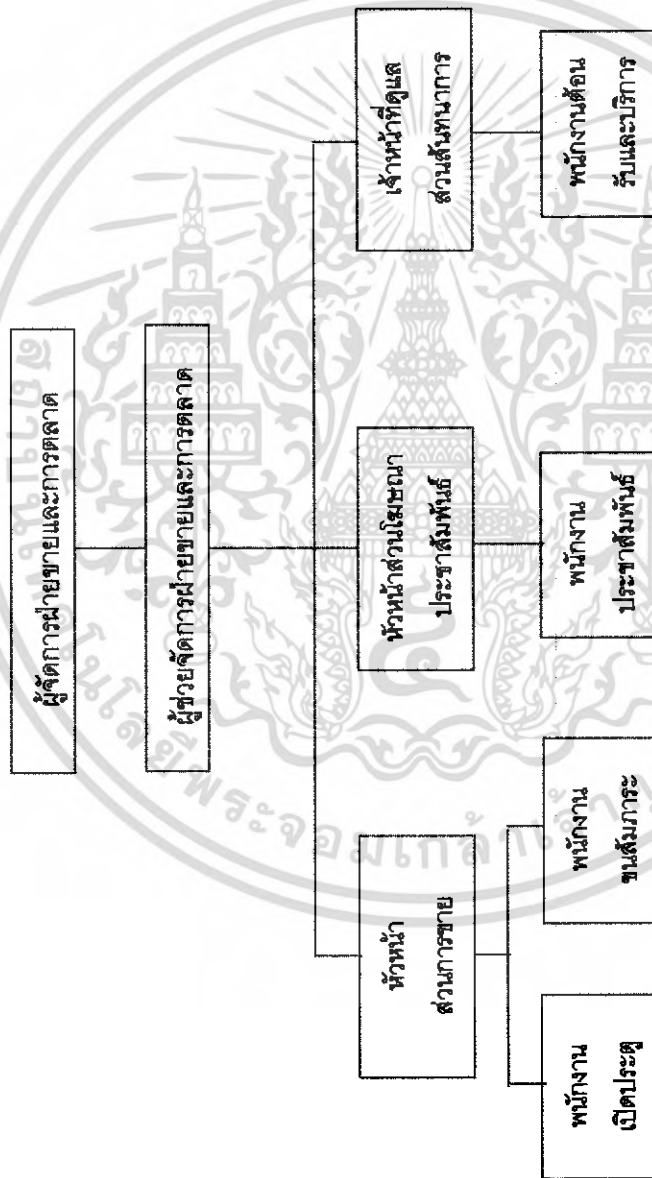 ผู้จัดการฝ่ายขายและการตลาด
ผู้ช่วยจัดการฝ่ายขายและการตลาด
หัวหน้า
ส่วนการขาย
หัวหน้าส่วนโฆษณา
ประชาสัมพันธ์
เจ้าหน้าที่ดูแล
ส่วนสันทนาการ
พนักงาน
เปิดประตู
พนักงาน
ขนสัมภาระ
พนักงาน
ประชาสัมพันธ์
พนักงานต้อน
รับและบริการ